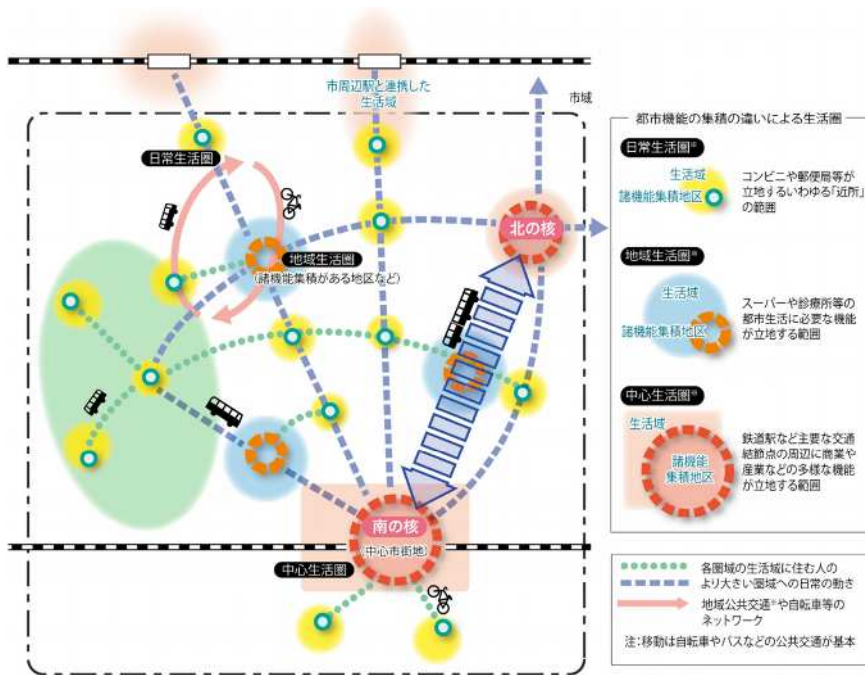 市周辺駅と連携した
生活域
市域
日常生活圏
北の核
地域生活圏
(諸機能集積がある地区など)
南の核
(中心市街地)
中心生活圏
都市機能の集積の違いによる生活圏
日常生活圏※
生活域
諸機能集積地区
コンビニや郵便局等が
立地するいわゆる「近所」
の範囲
地域生活圏※
生活域
諸機能集積地区
スーパーや診療所等の
都市生活に必要な機能
が立地する範囲
中心生活圏※
生活域
諸機能
集積地区
鉄道駅など主要な交通
結節点の周辺に商業や
産業などの多様な機能
が立地する範囲
各圏域の生活域に住む人の
より大きい圏域への日常の動き
地域公共交通※や自転車等の
ネットワーク
注:移動は自転車やバスなどの公共交通が基本